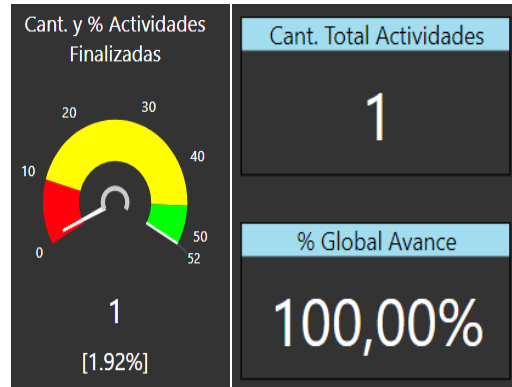 Cant. y % Actividades
Finalizadas
0
10
20
30
40
50
52
1
[1.92%]
Cant. Total Actividades
1
% Global Avance
100,00%